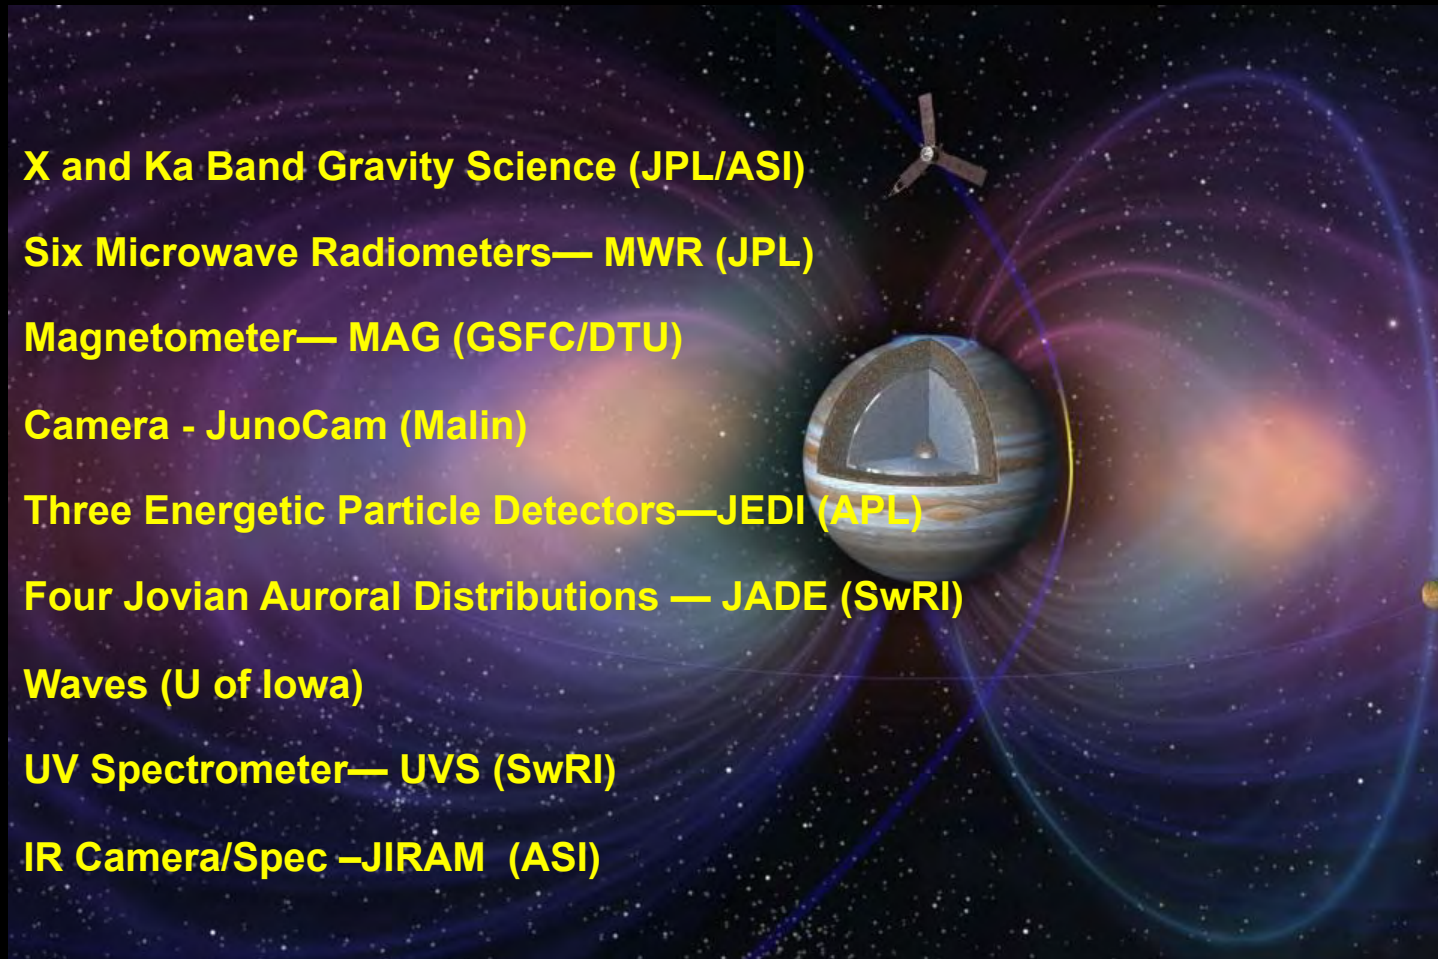 X and Ka Band Gravity Science (JPL/ASI)
Six Microwave Radiometers— MWR (JPL)
Magnetometer— MAG (GSFC/DTU)
Camera - JunoCam (Malin)
Three Energetic Particle Detectors—JEDI (APL)
Four Jovian Auroral Distributions — JADE (SwRI)
Waves (U of Iowa)
UV Spectrometer— UVS (SwRI)
IR Camera/Spec –JIRAM  (ASI)